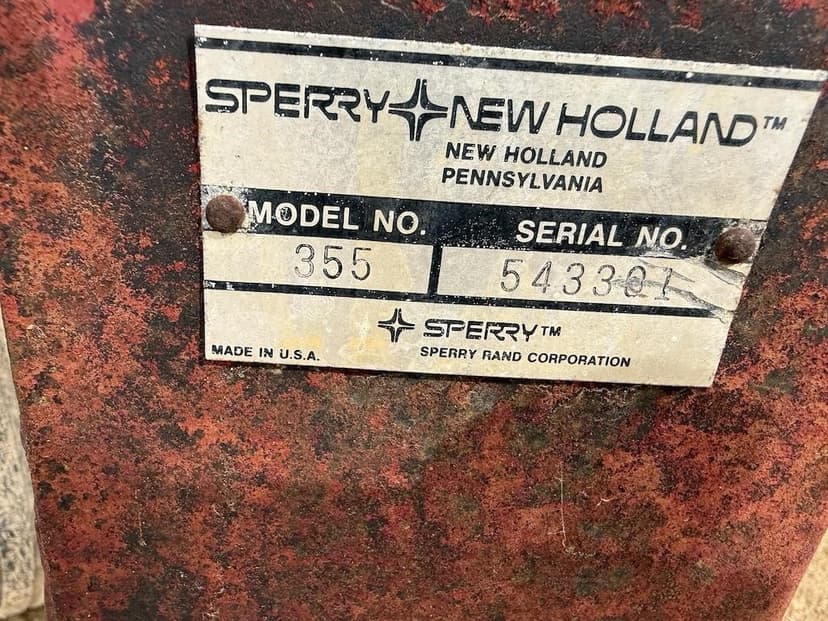 SPERRY NEW HOLLAND™
NEW HOLLAND
PENNSYLVANIA
MODEL NO. SERIAL NO.
355
SPERRY™
MADE IN U.S.A. SPERRY RAND CORPORATION